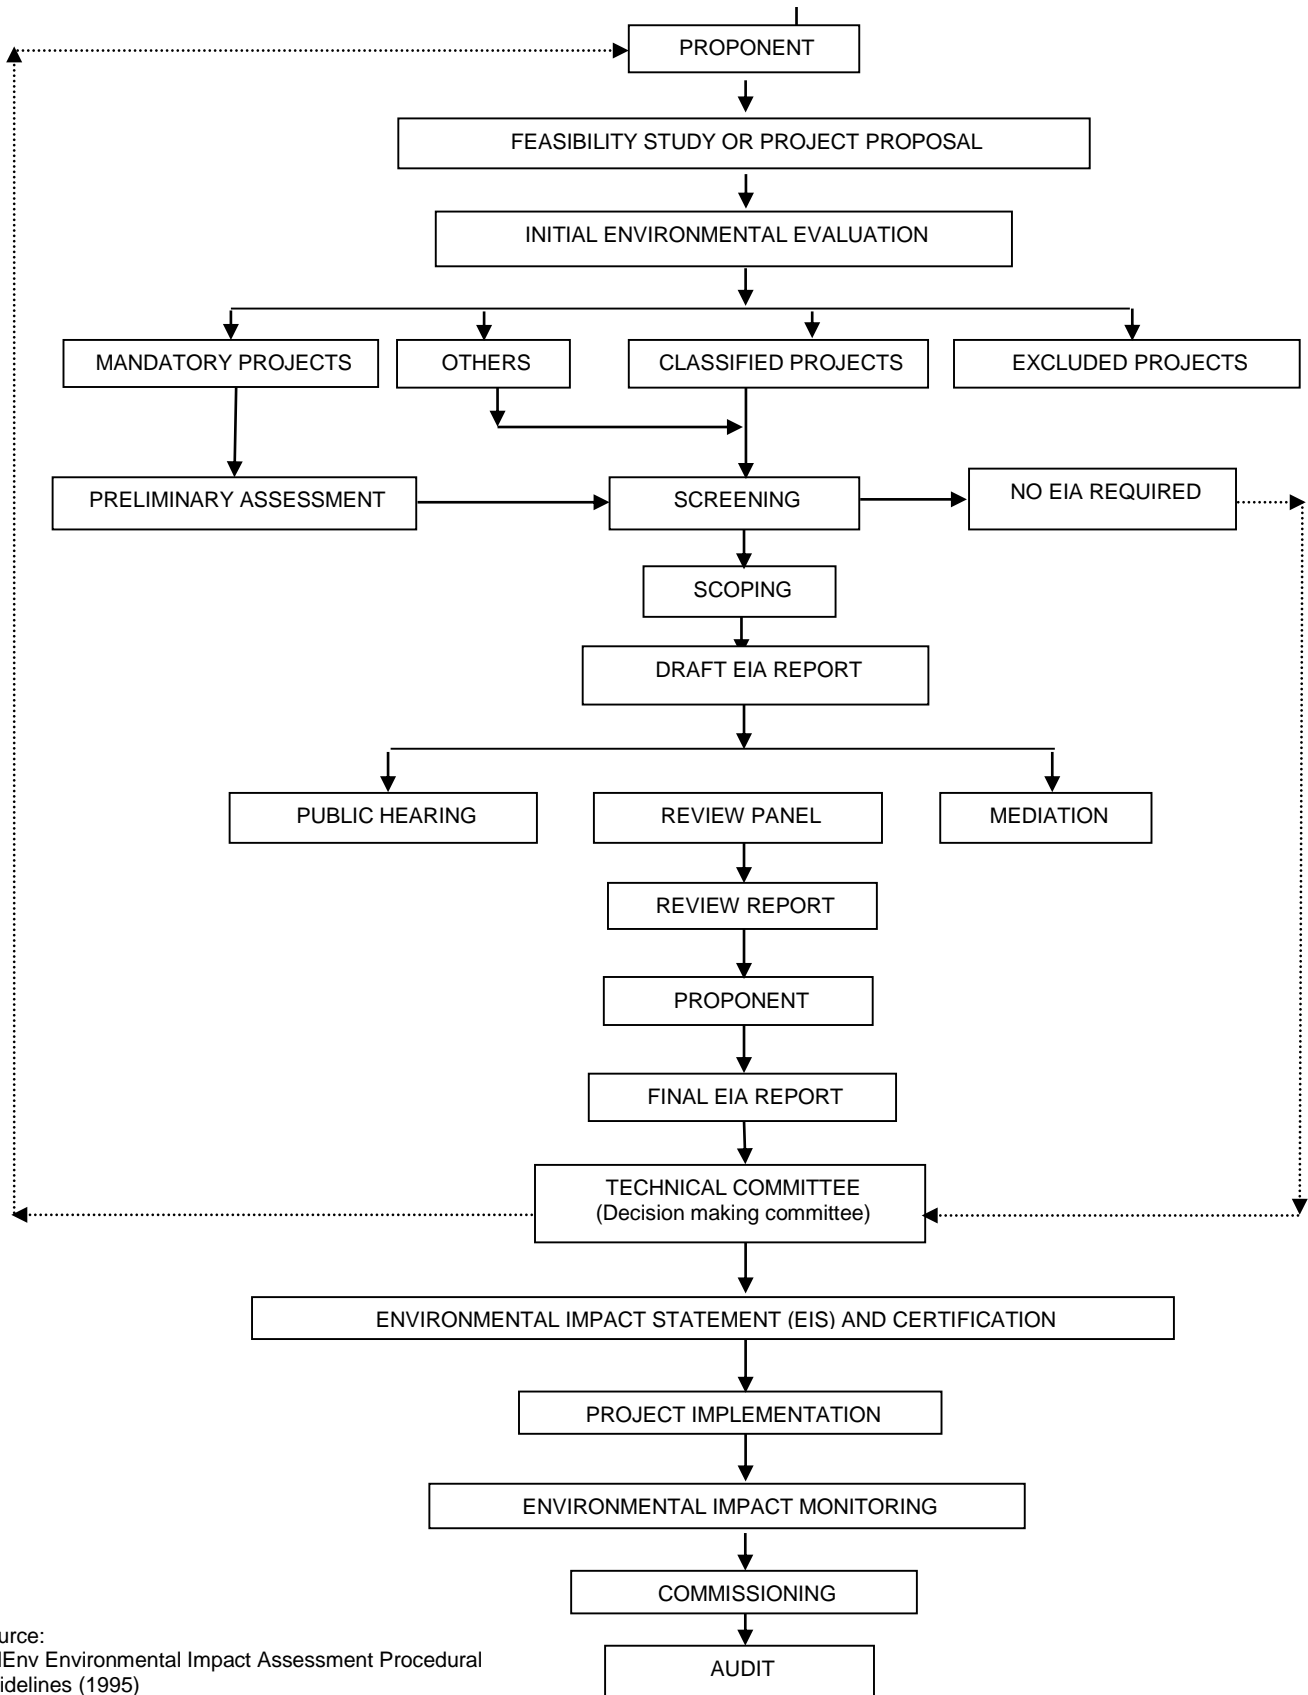 PROPONENT
FEASIBILITY STUDY OR PROJECT PROPOSAL
INITIAL ENVIRONMENTAL EVALUATION
MANDATORY PROJECTS
OTHERS
CLASSIFIED PROJECTS
EXCLUDED PROJECTS
PRELIMINARY ASSESSMENT
SCREENING
NO EIA REQUIRED
SCOPING
DRAFT EIA REPORT
PUBLIC HEARING
REVIEW PANEL
MEDIATION
REVIEW REPORT
PROPONENT
FINAL EIA REPORT
TECHNICAL COMMITTEE
(Decision making committee)
ENVIRONMENTAL IMPACT STATEMENT (EIS) AND CERTIFICATION
PROJECT IMPLEMENTATION
ENVIRONMENTAL IMPACT MONITORING
COMMISSIONING
AUDIT
Environmental Impact Assessment Procedural
(1995)